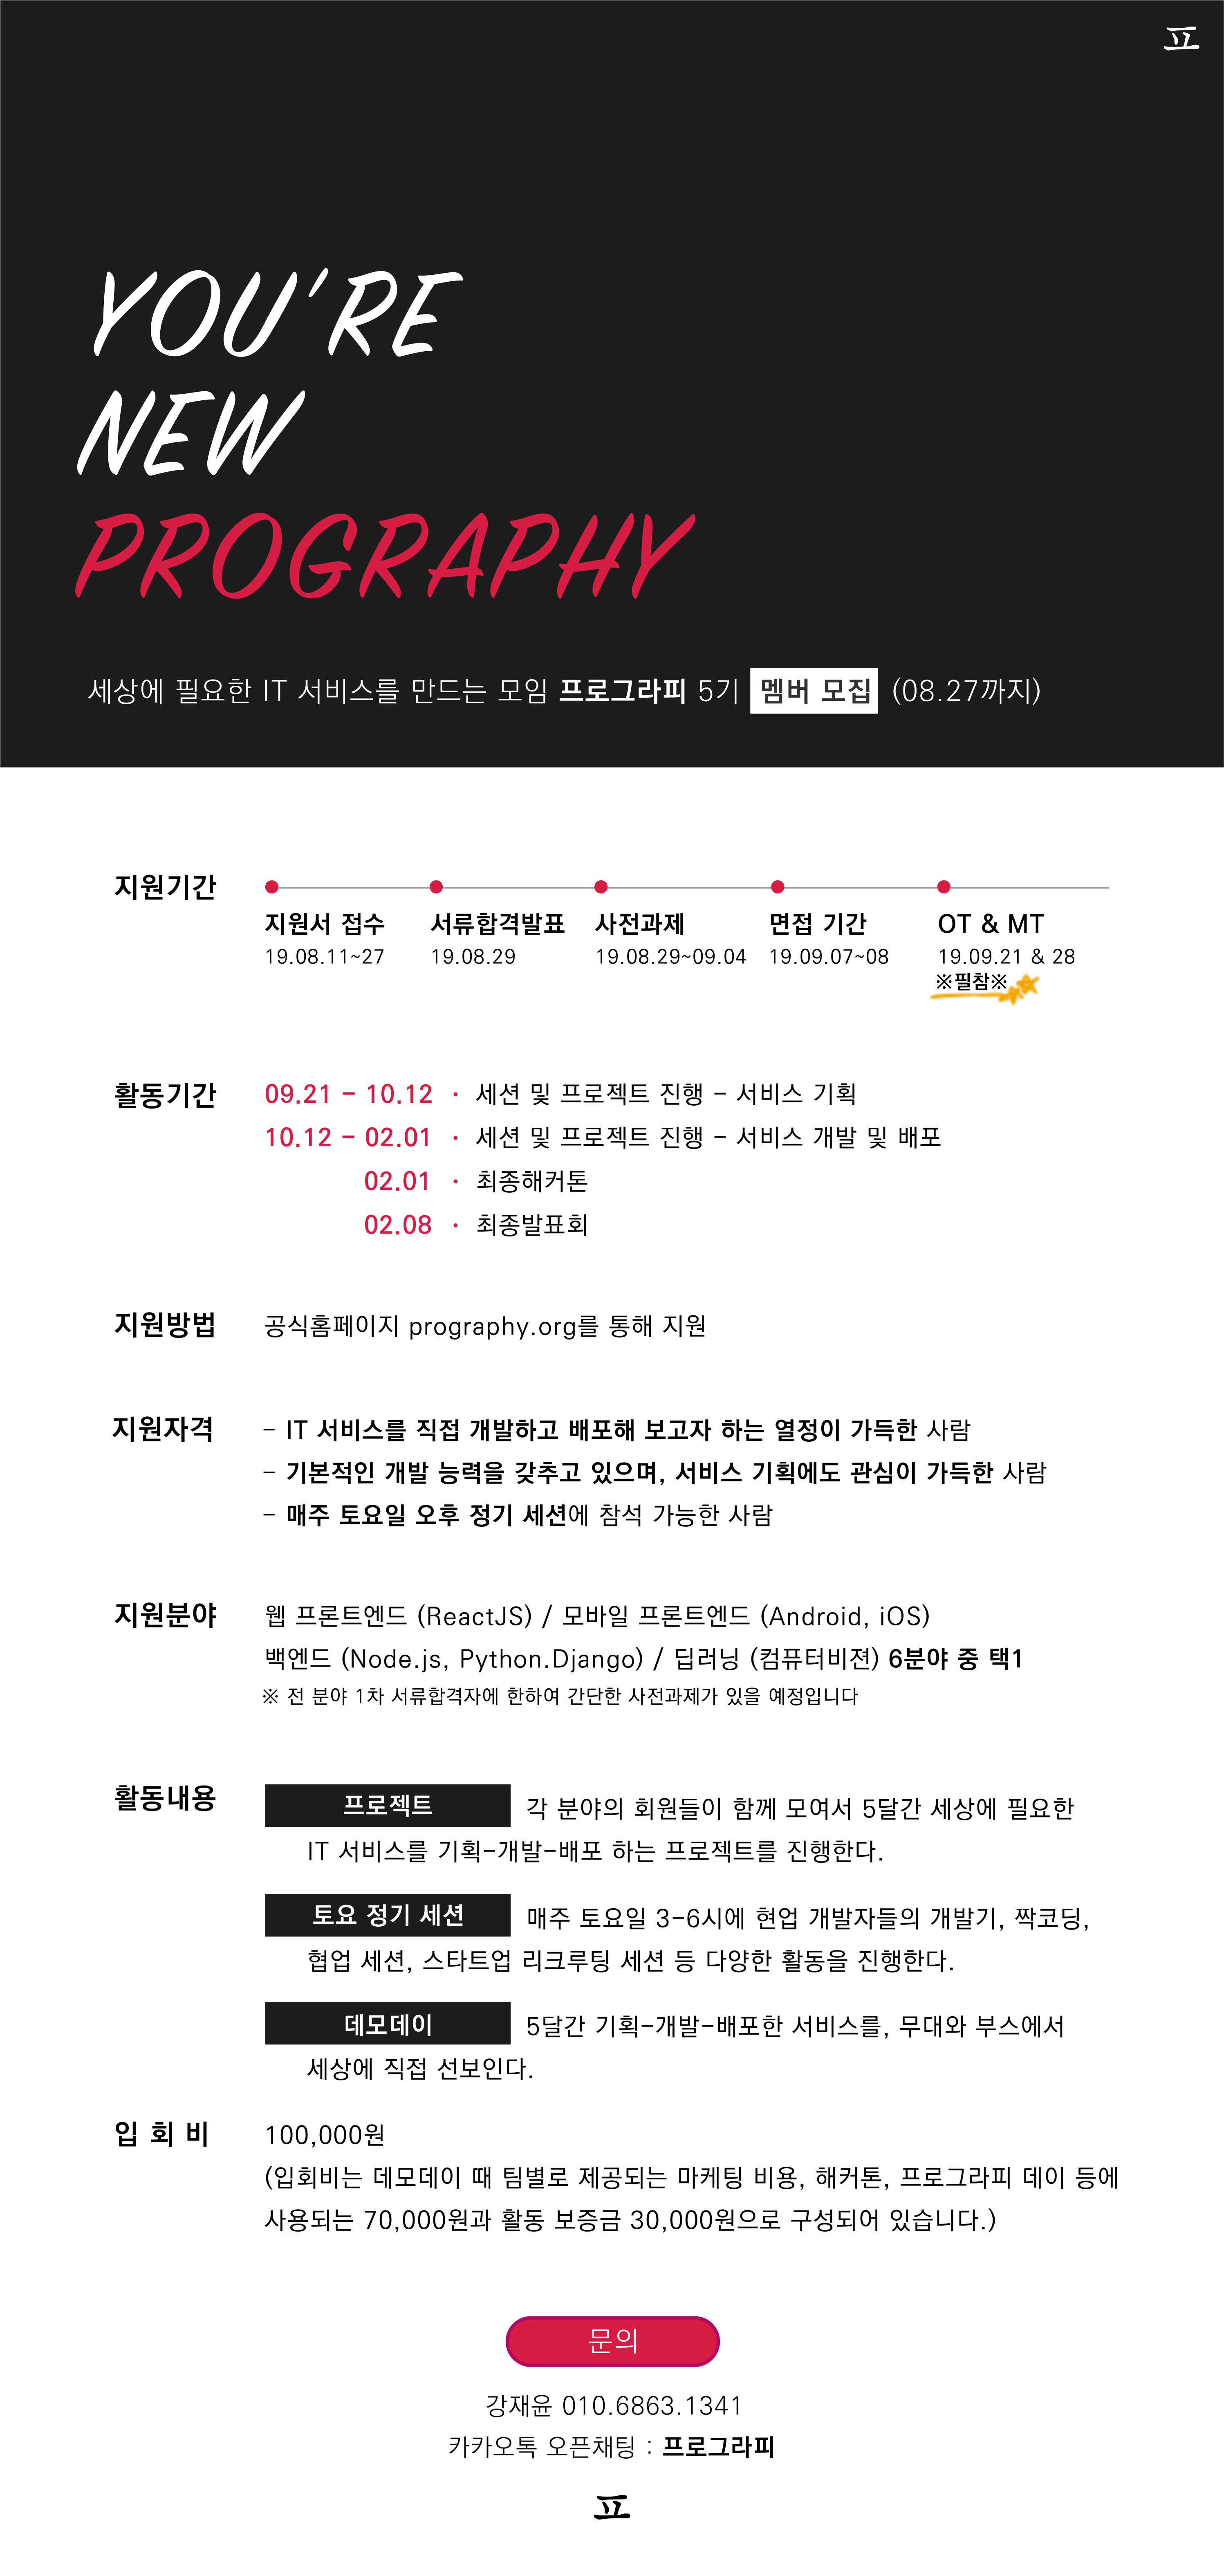 프
YOU'RE
NEW
PROGRAPHY
세상에 필요한 IT 서비스를 만드는 모임 프로그라피 5기 멤버 모집 (08.27까지)
지원기간
지원서 접수 서류합격발표 사전과제 면접 기간 OT & MT
19.08.11~27 19.08.29 19.08.29~09.04 19.09.07~08 19.09.21 & 28
※필참※
활동기간 09.21 - 10.12 · 세션 및 프로젝트 진행 - 서비스 기획
10.12 - 02.01 · 세션 및 프로젝트 진행 - 서비스 개발 및 배포
02.01 · 최종해커톤
02.08 · 최종발표회
지원방법 공식홈페이지 prography.org를 통해 지원
지원자격 - IT 서비스를 직접 개발하고 배포해 보고자 하는 열정이 가득한 사람
- 기본적인 개발 능력을 갖추고 있으며, 서비스 기획에도 관심이 가득한 사람
- 매주 토요일 오후 정기 세션에 참석 가능한 사람
지원분야 웹 프론트엔드 (ReactJS) / 모바일 프론트엔드 (Android, iOS)
백엔드 (Node.js, Python.Django) / 딥러닝 (컴퓨터비젼) 6분야 중 택1
※ 전 분야 1차 서류합격자에 한하여 간단한 사전과제가 있을 예정입니다
활동내용 프로젝트 각 분야의 회원들이 함께 모여서 5달간 세상에 필요한
IT 서비스를 기획-개발-배포 하는 프로젝트를 진행한다.
토요 정기 세션 매주 토요일 3-6시에 현업 개발자들의 개발기, 짝코딩,
협업 세션, 스타트업 리크루팅 세션 등 다양한 활동을 진행한다.
데모데이 5달간 기획-개발-배포한 서비스를, 무대와 부스에서
세상에 직접 선보인다.
입 회 비 100,000원
(입회비는 데모데이 때 팀별로 제공되는 마케팅 비용, 해커톤, 프로그라피 데이 등에
사용되는 70,000원과 활동 보증금 30,000원으로 구성되어 있습니다.)
문의
강재윤 010.6863.1341
카카오톡 오픈채팅 : 프로그라피
프